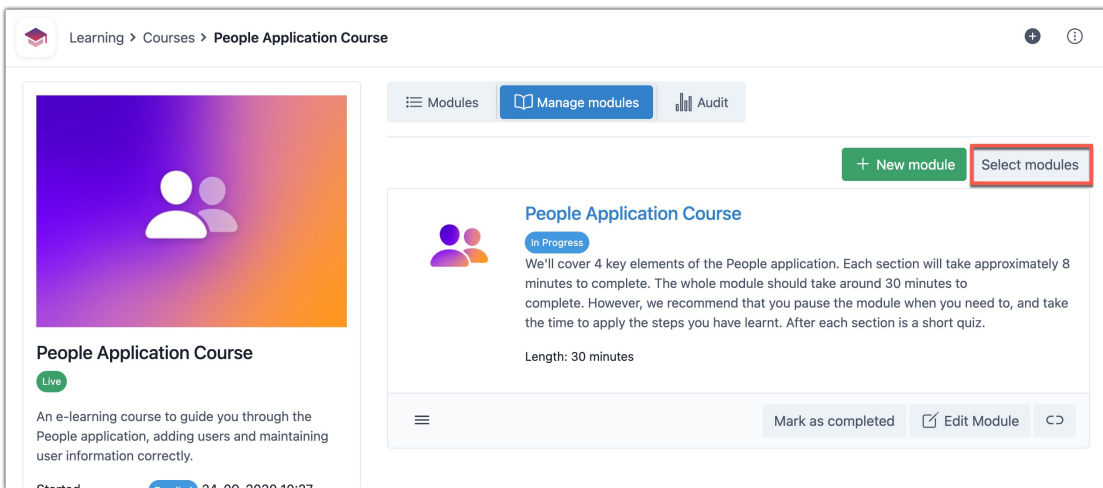 Learning > Courses > People Application Course
Modules
Manage modules
Audit
+ New module
Select modules
People Application Course
In Progress
We'll cover 4 key elements of the People application. Each section will take approximately 8
minutes to complete. The whole module should take around 30 minutes to
complete. However, we recommend that you pause the module when you need to, and take
the time to apply the steps you have learnt. After each section is a short quiz.
Length: 30 minutes
Mark as completed
Edit Module
People Application Course
Live
An e-learning course to guide you through the
People application, adding users and maintaining
user information correctly.
Started